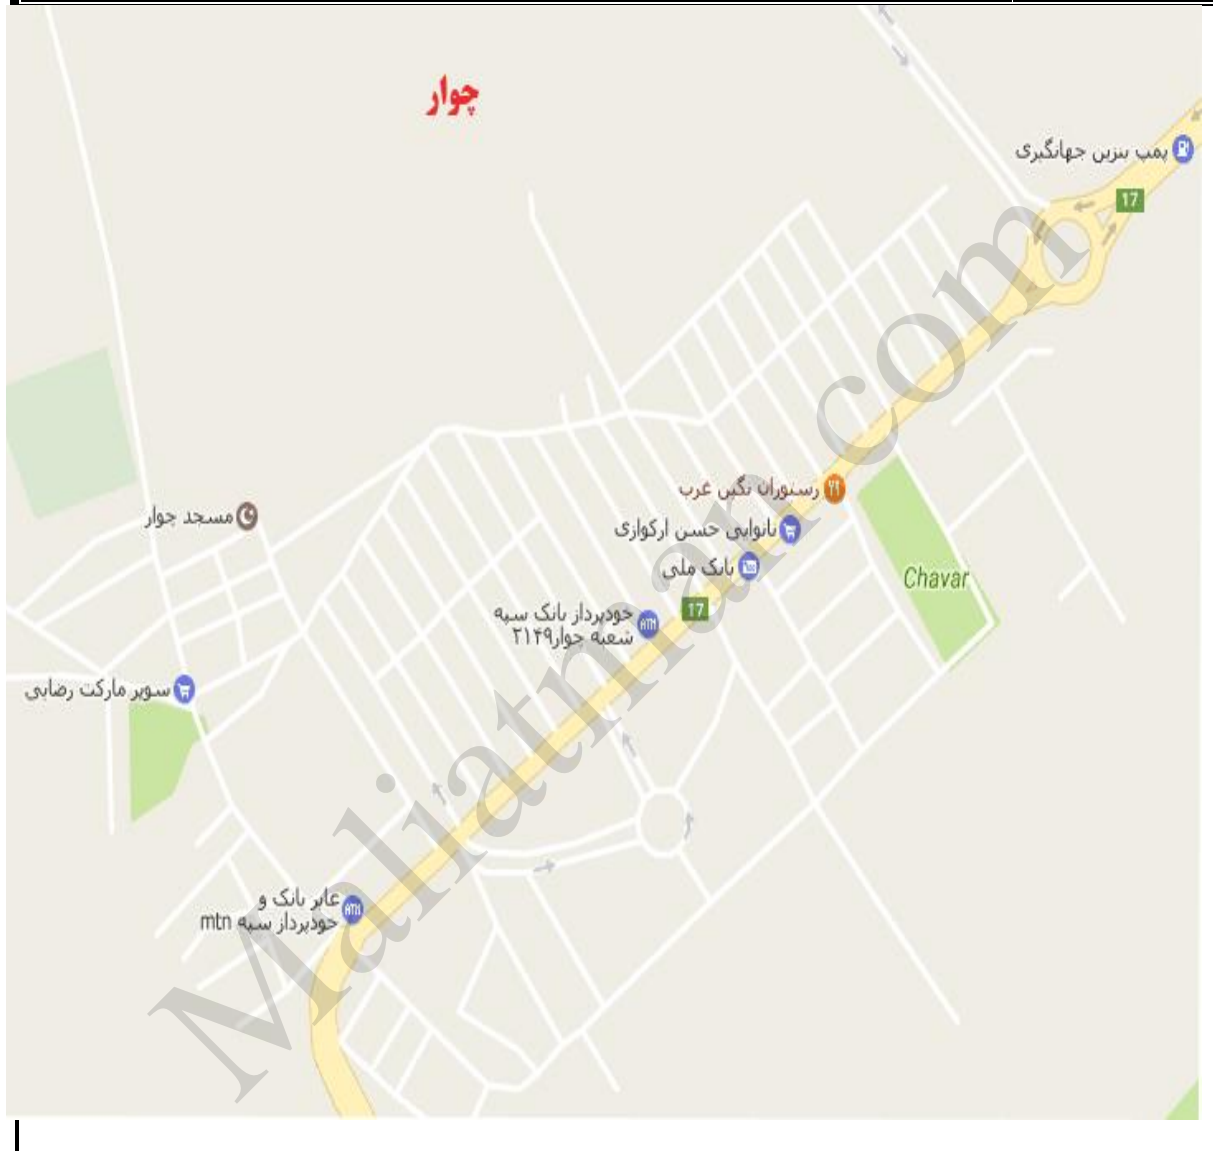 چوار
پمپ بنزین جهانگیری
17
رستوران نگین غرب
مسجد چوار
نانوایی حسن ارکوازی
بانک ملی
Chavar
17
خودپرداز بانک سپه
شعبه چوار۲۱۴۹
سوپر مارکت رضایی
عابر بانک و
خودپرداز سپه mtn
Maliatman.com